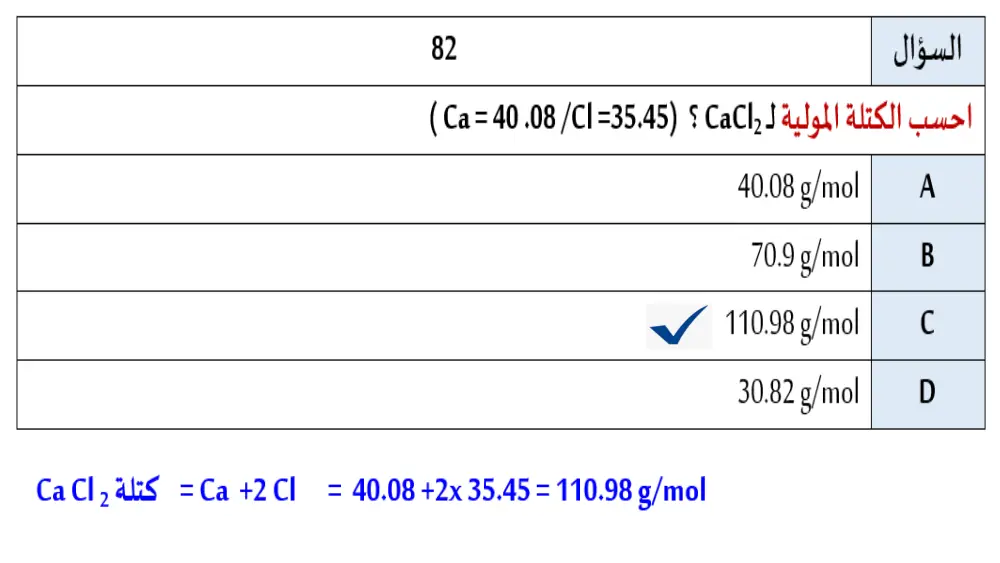 السؤال 82
احسب الكتلة المولية لـ CaCl₂ ؟ ( Ca = 40 .08 /Cl =35.45)
A 40.08 g/mol
B 70.9 g/mol
C 110.98 g/mol
D 30.82 g/mol
Ca Cl ₂ كتلة = Ca +2 Cl = 40.08 +2x 35.45 = 110.98 g/mol